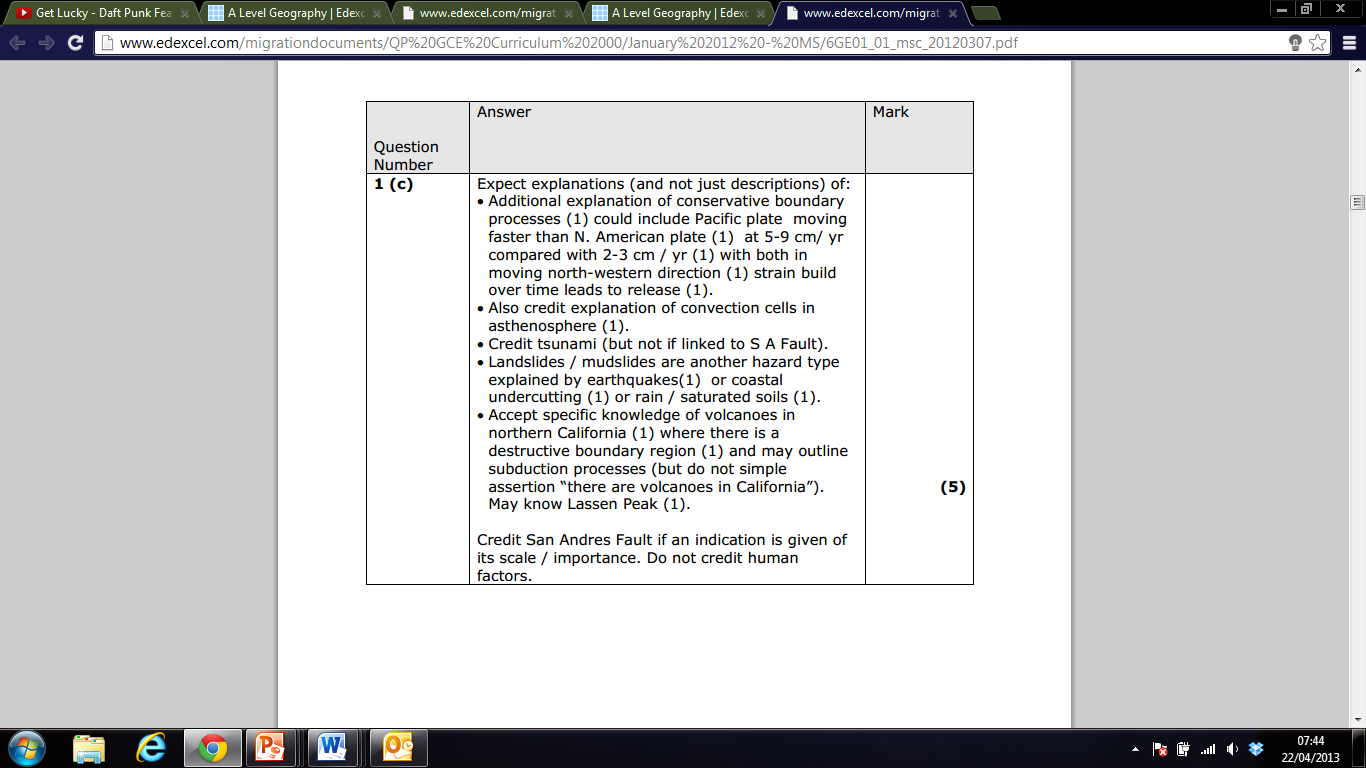 Get Lucky - Daft Punk Fea
A Level Geography | Edexc
www.edexcel.com/migrat
A Level Geography | Edexc
www.edexcel.com/migrat
www.edexcel.com/migrationdocuments/QP%20GCE%20Curriculum%202000/January%202012%20-%20MS/6GE01_01_msc_20120307.pdf
Question
Number
Answer
Mark
1 (c)
Expect explanations (and not just descriptions) of:
• Additional explanation of conservative boundary
processes (1) could include Pacific plate moving
faster than N. American plate (1) at 5-9 cm/ yr
compared with 2-3 cm / yr (1) with both in
moving north-western direction (1) strain build
over time leads to release (1).
• Also credit explanation of convection cells in
asthenosphere (1).
• Credit tsunami (but not if linked to S A Fault).
• Landslides / mudslides are another hazard type
explained by earthquakes(1) or coastal
undercutting (1) or rain / saturated soils (1).
• Accept specific knowledge of volcanoes in
northern California (1) where there is a
destructive boundary region (1) and may outline
subduction processes (but do not simple
assertion “there are volcanoes in California”).
May know Lassen Peak (1).
Credit San Andres Fault if an indication is given of
its scale / importance. Do not credit human
factors.
(5)
07:44
22/04/2013